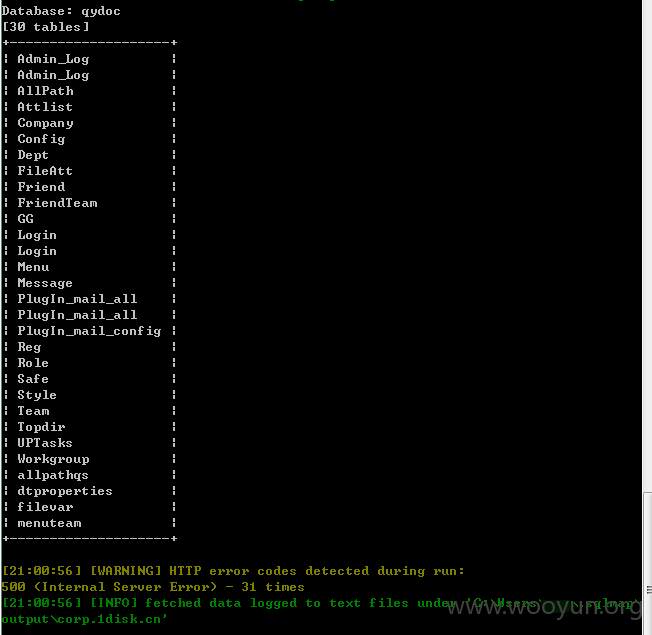 Database: qydoc
[30 tables]
+--------------------+
¦ Admin_Log ¦
¦ Admin_Log ¦
¦ AllPath ¦
¦ Attlist ¦
¦ Company ¦
¦ Config ¦
¦ Dept ¦
¦ FileAtt ¦
¦ Friend ¦
¦ FriendTeam ¦
¦ GG ¦
¦ Login ¦
¦ Login ¦
¦ Menu ¦
¦ Message ¦
¦ PlugIn_mail_all ¦
¦ PlugIn_mail_all ¦
¦ PlugIn_mail_config ¦
¦ Reg ¦
¦ Role ¦
¦ Safe ¦
¦ Style ¦
¦ Team ¦
¦ Topdir ¦
¦ UPTasks ¦
¦ Workgroup ¦
¦ allpathqs ¦
¦ dtproperties ¦
¦ filevar ¦
¦ menuteam ¦
+--------------------+
[21:00:56] [WARNING] HTTP error codes detected during run:
500 (Internal Server Error) - 31 times
[21:00:56] [INFO] fetched data logged to text files under 'C:\Users\ .sqlmap\
output\corp.1disk.cn'
www.wooyun.org